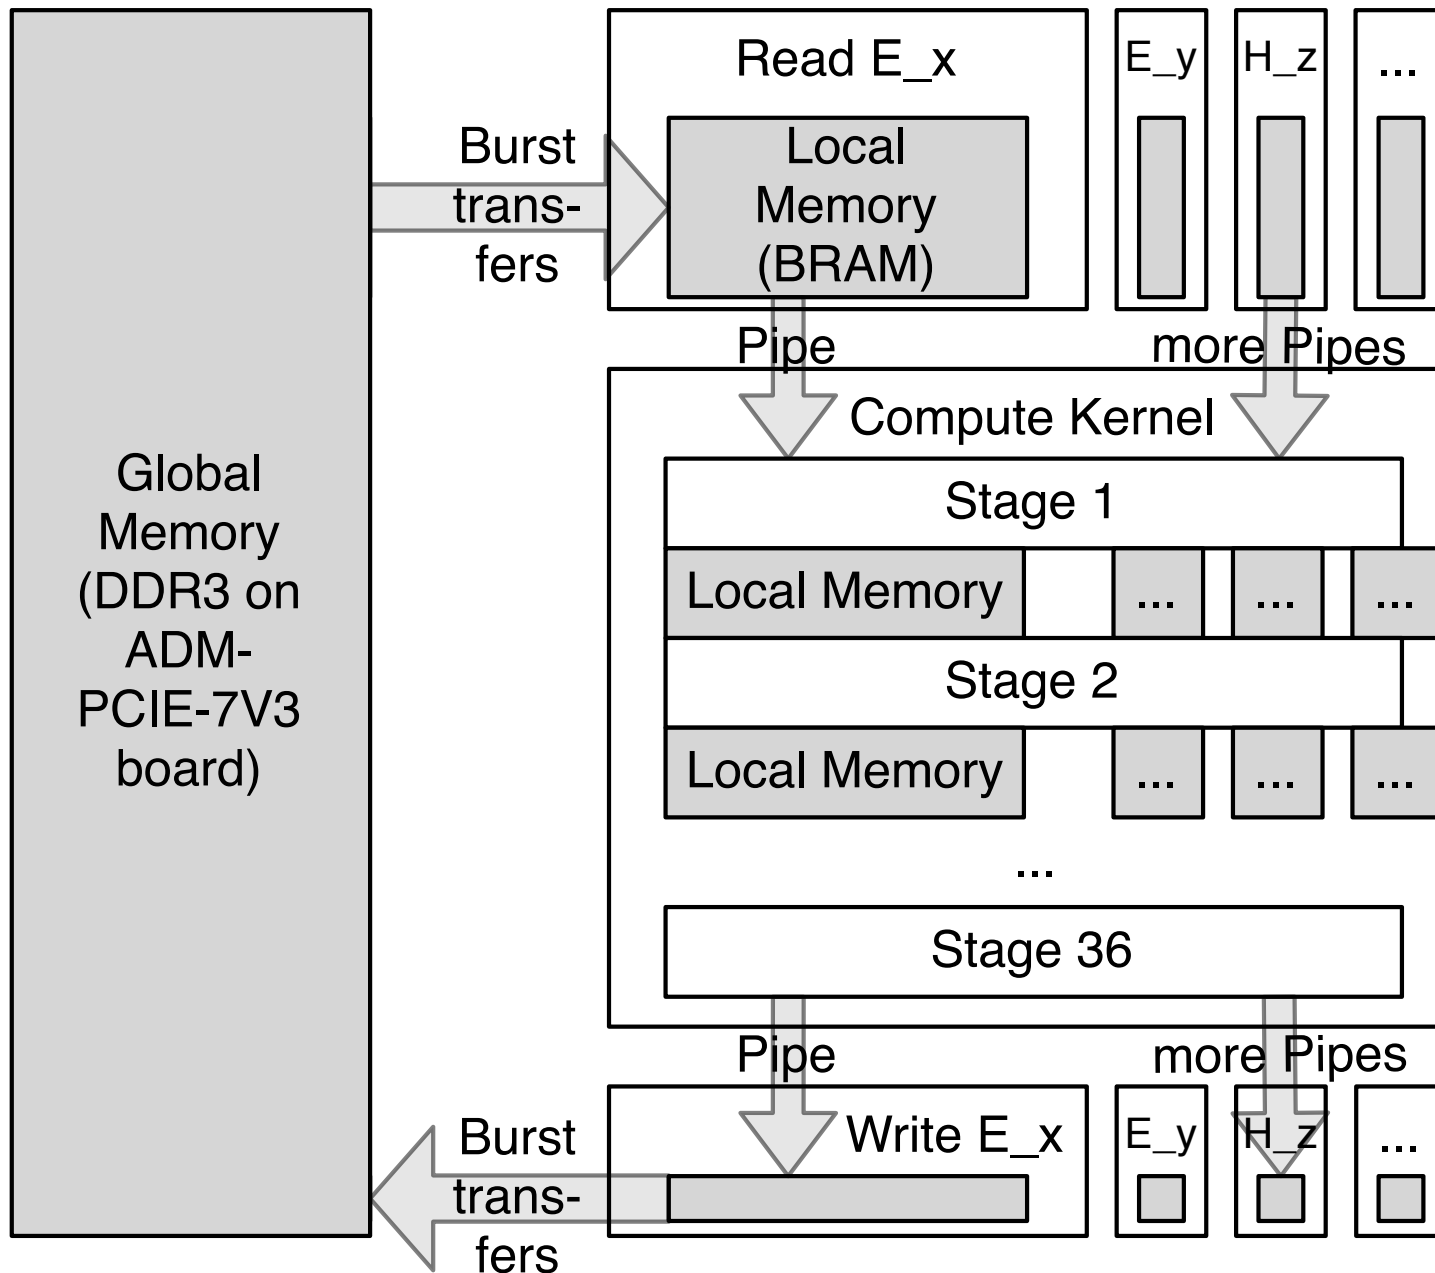 Global
Memory
(DDR3 on
ADM-
PCIE-7V3
board)
Burst
trans-
fers
Read E_x
Local
Memory
(BRAM)
E_y
H_z
...
Pipe
more Pipes
Compute Kernel
Stage 1
Local Memory
...
...
...
Stage 2
Local Memory
...
...
...
...
Stage 36
Pipe
more Pipes
Burst
trans-
fers
Write E_x
E_y
H_z
...